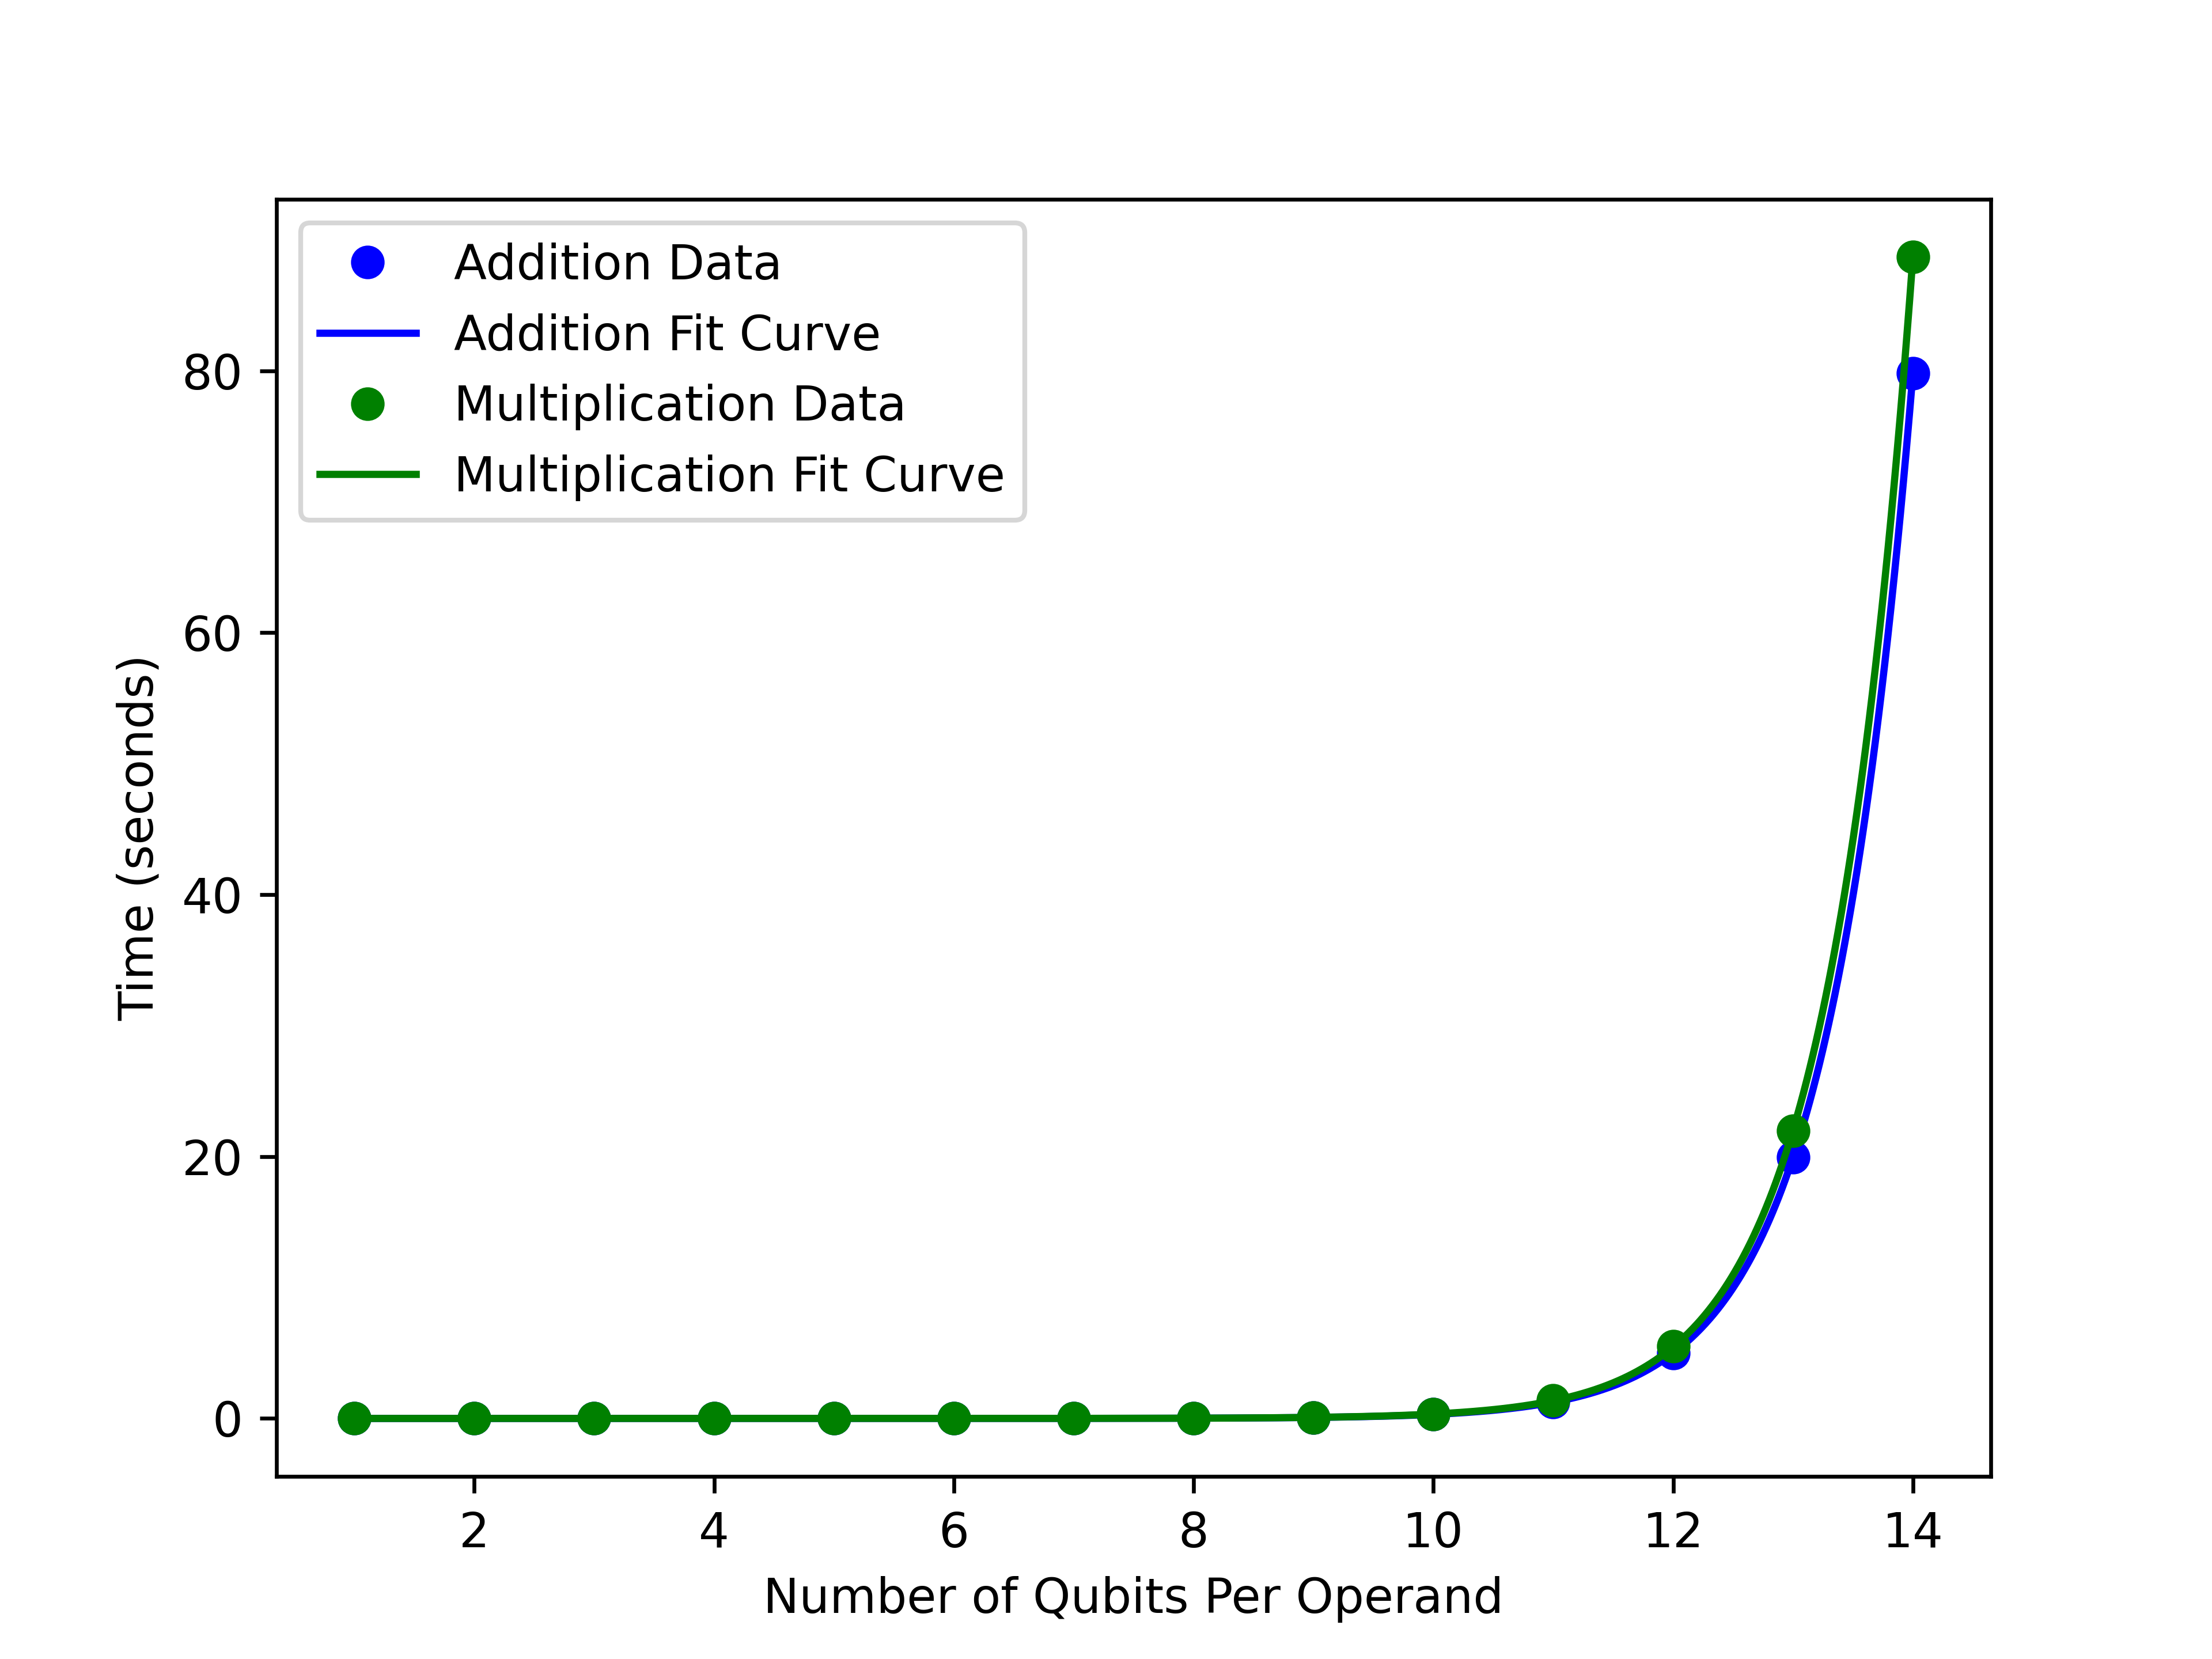 Addition Data
Addition Fit Curve
Multiplication Data
Multiplication Fit Curve
80
60
40
20
0
Time (seconds)
2 4 6 8 10 12 14
Number of Qubits Per Operand